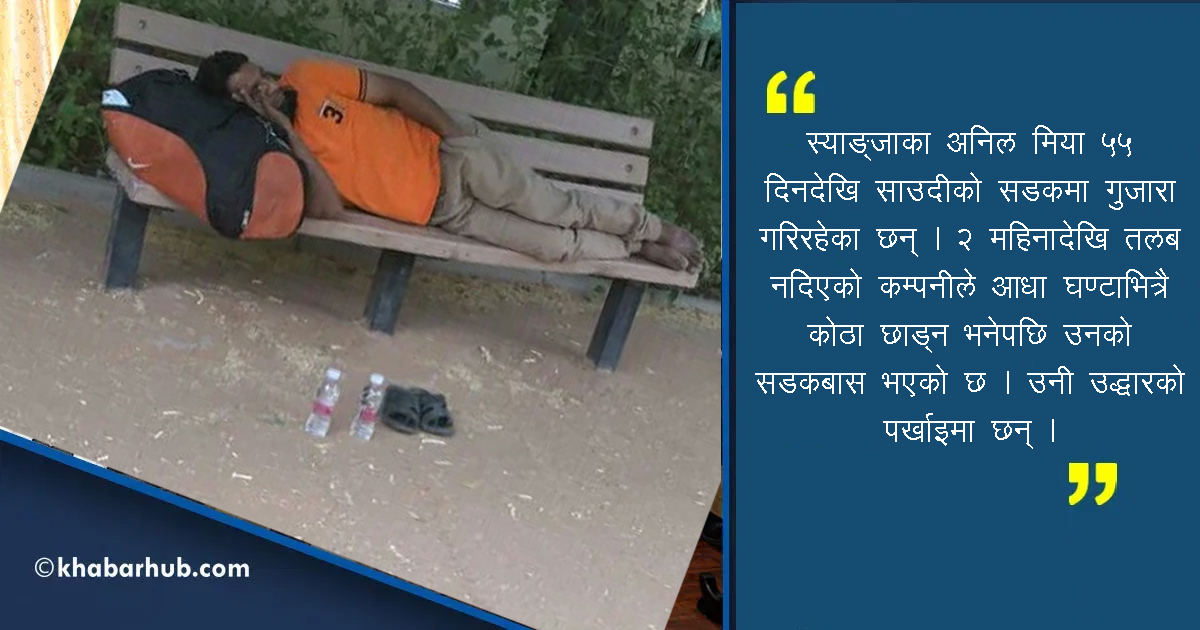 “
स्याङ्जाका अनिल मिया ५५
दिनदेखि साउदीको सडकमा गुजारा
गरिरहेका छन् । २ महिनादेखि तलब
नदिएको कम्पनीले आधा घण्टाभित्रै
कोठा छाड्न भनेपछि उनको
सडकबास भएको छ । उनी उद्धारको
पर्खाइमा छन् ।
”
3
©khabarhub.com